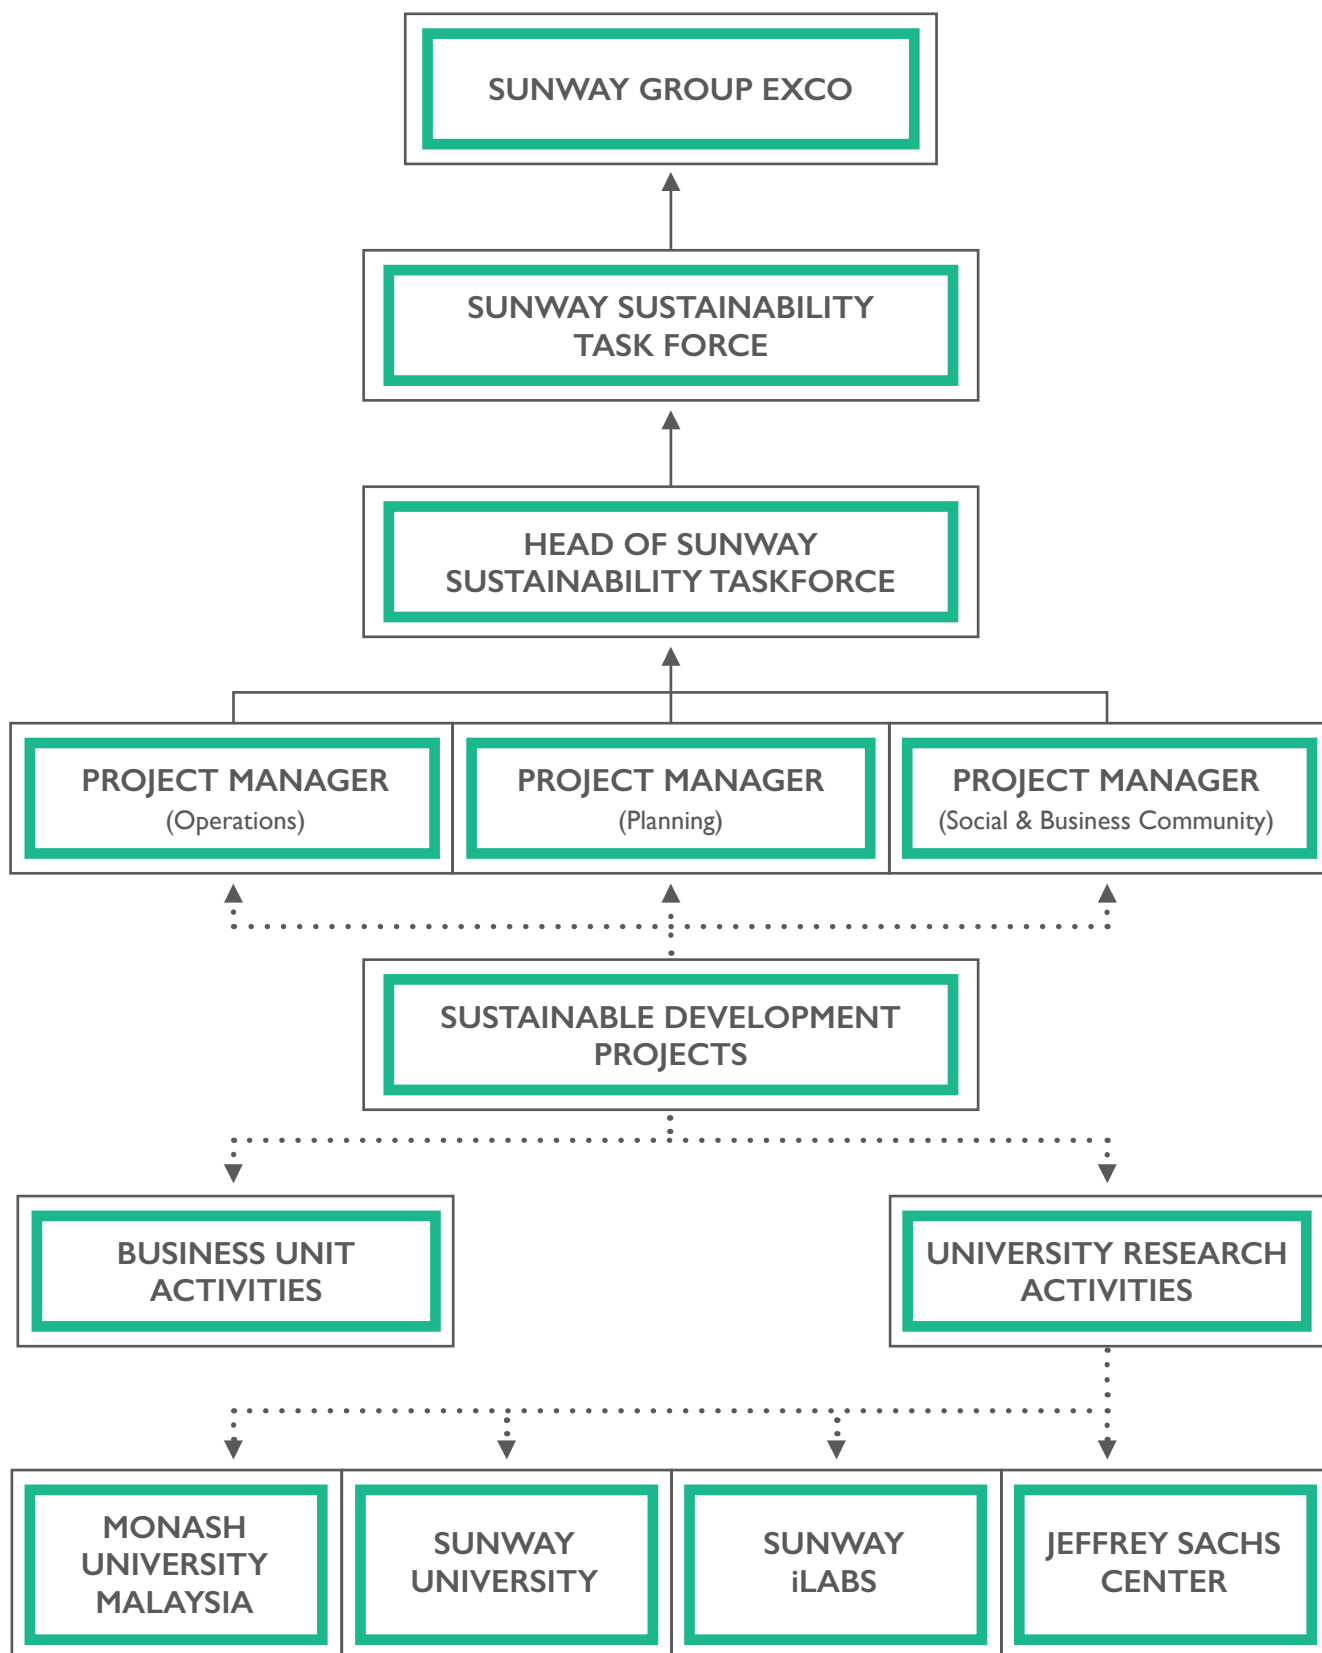 SUNWAY GROUP EXCO
SUNWAY SUSTAINABILITY
TASK FORCE
HEAD OF SUNWAY
SUSTAINABILITY TASKFORCE
PROJECT MANAGER
(Operations)
PROJECT MANAGER
(Planning)
PROJECT MANAGER
(Social & Business Community)
SUSTAINABLE DEVELOPMENT
PROJECTS
BUSINESS UNIT
ACTIVITIES
UNIVERSITY RESEARCH
ACTIVITIES
MONASH
UNIVERSITY
MALAYSIA
SUNWAY
UNIVERSITY
SUNWAY
iLABS
JEFFREY SACHS
CENTER